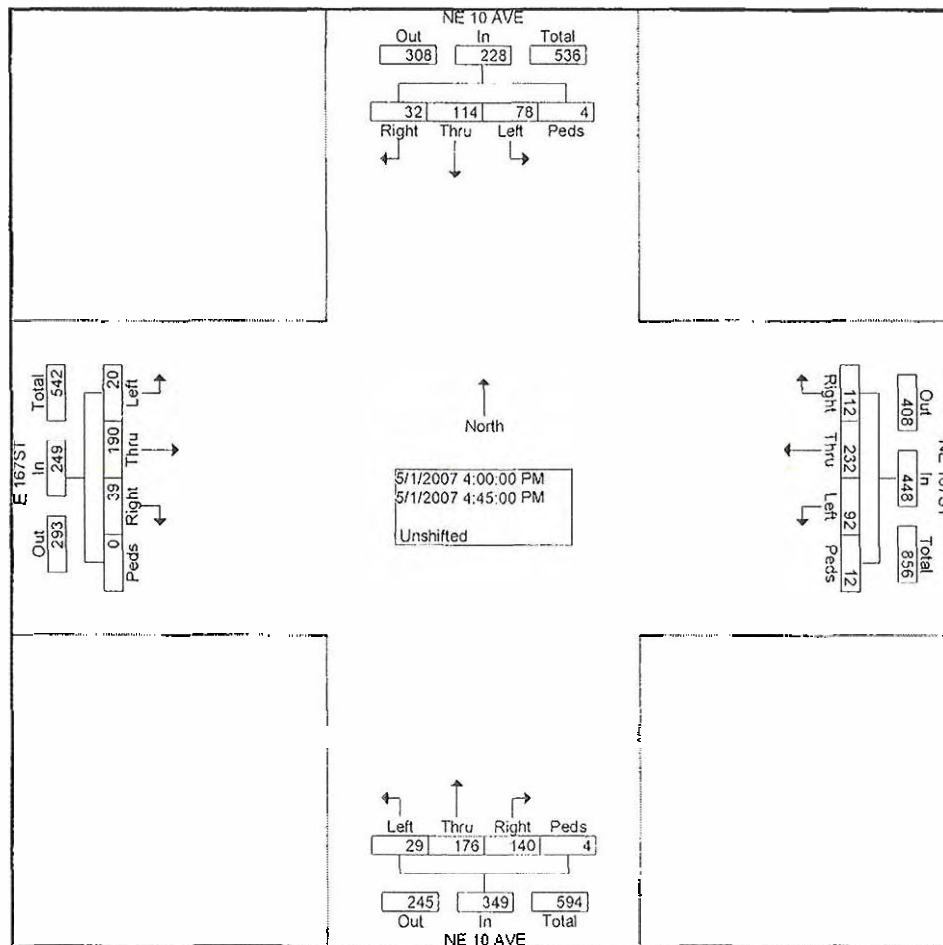 NE 10 AVE
Out In Total
308 228 536
32 114 78 4
Right Thru Left Peds
North
5/1/2007 4:00:00 PM
5/1/2007 4:45:00 PM
Unshifted
E 167ST
Out In Total
293 249 542
Left Thru Right Peds
20 190 39 0
Right Thru Left Peds
112 232 92 12
Out In Total
408 448 856
NE
Left Thru Right Peds
29 176 140 4
245 349 594
Out In Total
NE 10 AVE